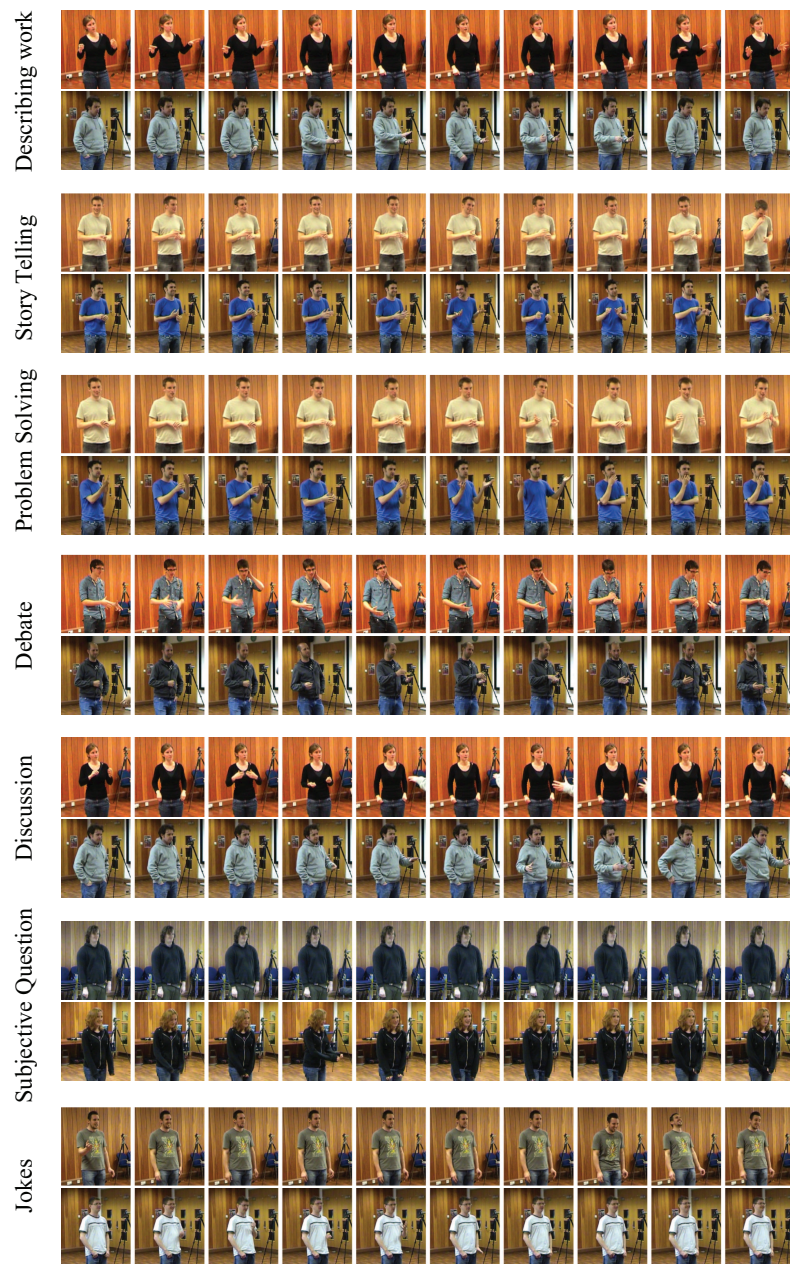 Describing work
Story Telling
Problem Solving
Debate
Discussion
Subjective Question
Jokes